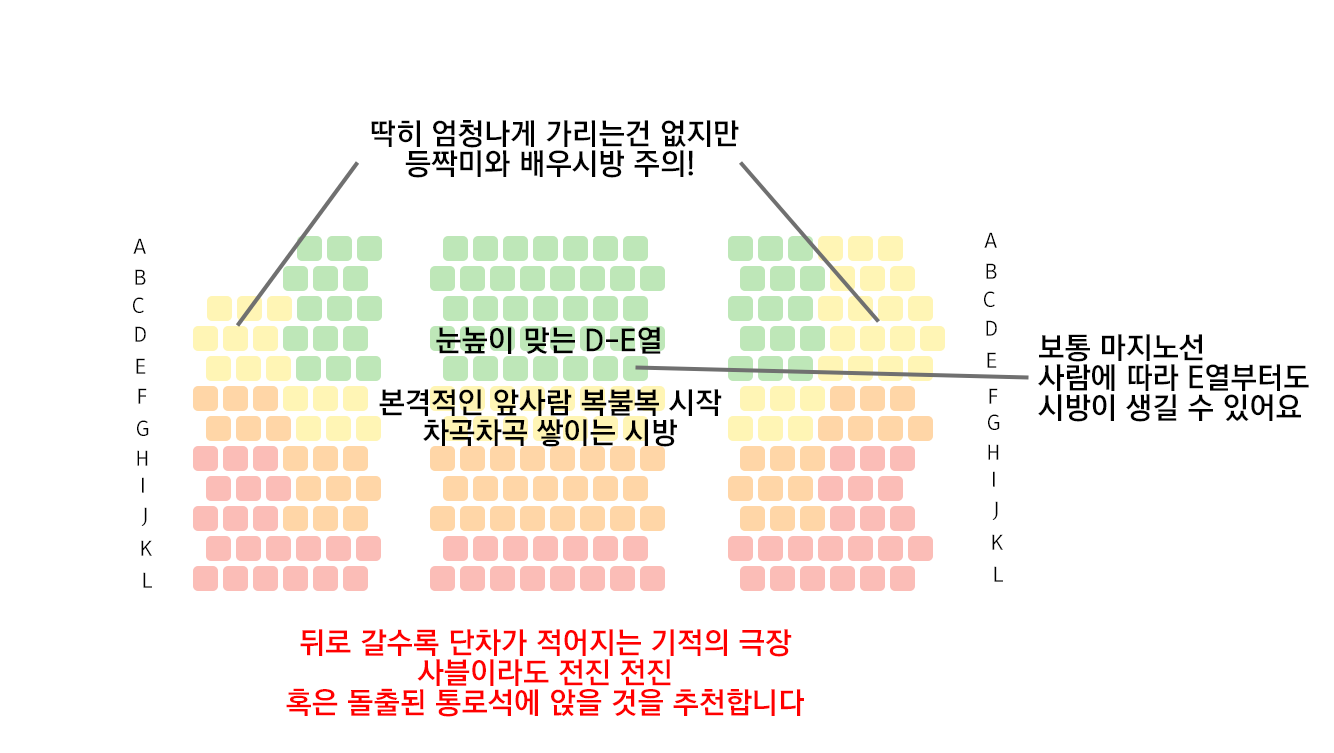 딱히 엄청나게 가리는건 없지만
등짝미와 배우시방 주의!
A
B
C
D
E
F
G
H
I
J
K
L
눈높이 맞는 D-E열
본격적인 앞사람 복불복 시작
차곡차곡 쌓이는 시방
A
B
C
D
E
F
G
H
I
J
K
L
보통 마지노선
사람에 따라 E열부터도
시방이 생길 수 있어요
뒤로 갈수록 단차가 적어지는 기적의 극장
사블이라도 전진 전진
혹은 돌출된 통로석에 앉을 것을 추천합니다